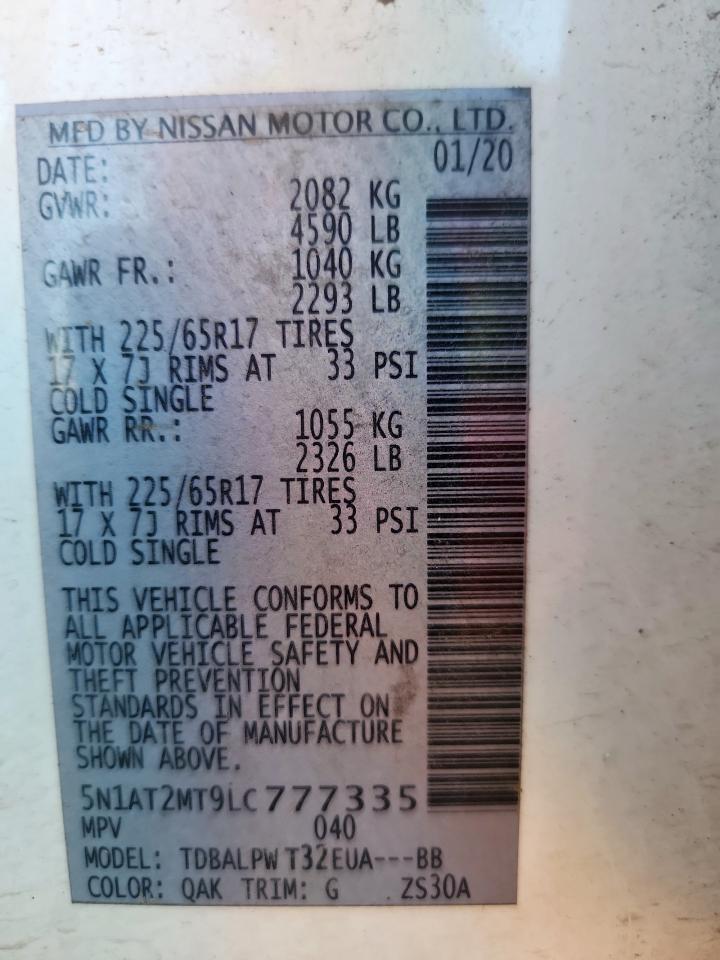 MFD BY NISSAN MOTOR CO., LTD.
DATE: 01/20
GVWR: 2082 KG
4590 LB
GAWR FR.: 1040 KG
2293 LB
WITH 225/65R17 TIRES
17 X 7J RIMS AT 33 PSI
COLD SINGLE
GAWR RR.: 1055 KG
2326 LB
WITH 225/65R17 TIRES
17 X 7J RIMS AT 33 PSI
COLD SINGLE
THIS VEHICLE CONFORMS TO
ALL APPLICABLE FEDERAL
MOTOR VEHICLE SAFETY AND
THEFT PREVENTION
STANDARDS IN EFFECT ON
THE DATE OF MANUFACTURE
SHOWN ABOVE.
5N1AT2MT9LC777335
MPV 040
MODEL: TDBALPW T32EUA---BB
COLOR: QAK TRIM: G ZS30A